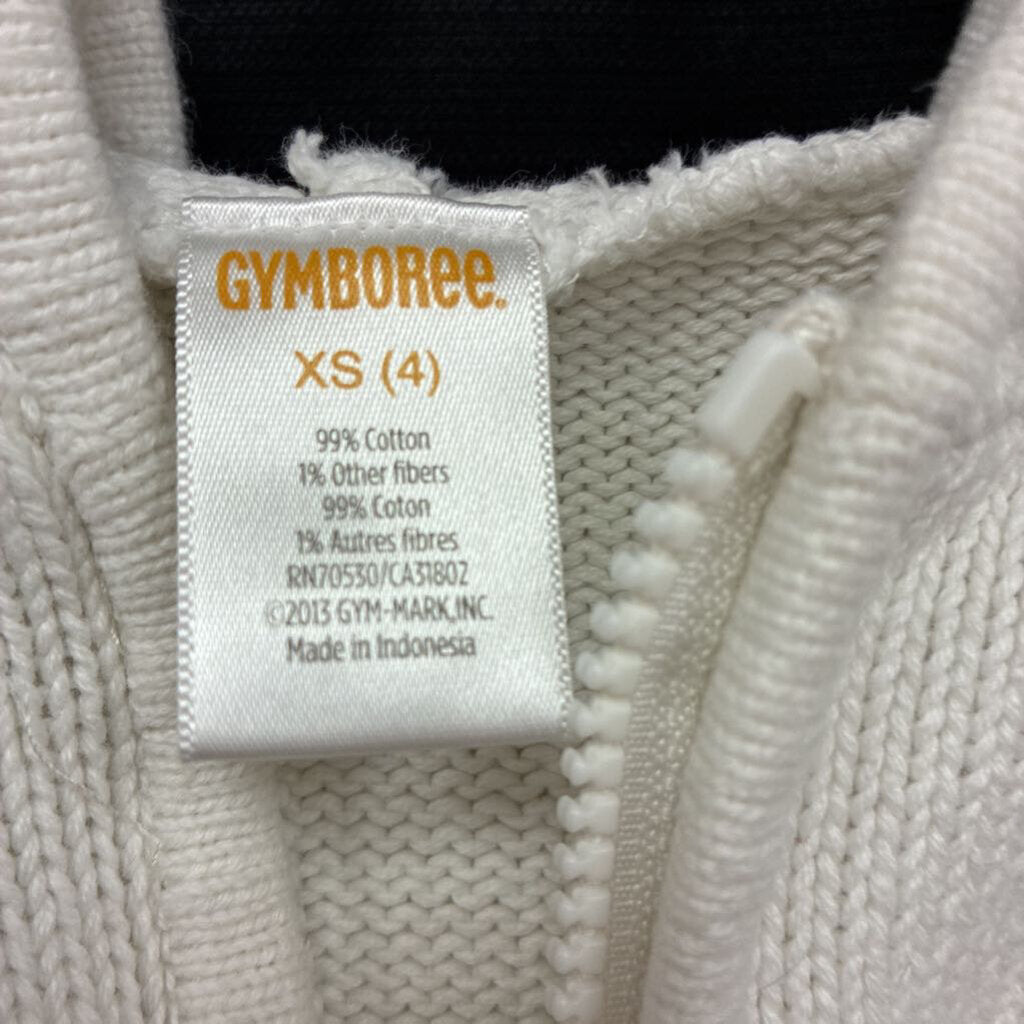 GYMBOREE.
XS (4)
99% Cotton
1% Other fibers
99% Coton
1% Autres fibres
RN70530/CA31802
©2013 GYM-MARK,INC.
Made in Indonesia